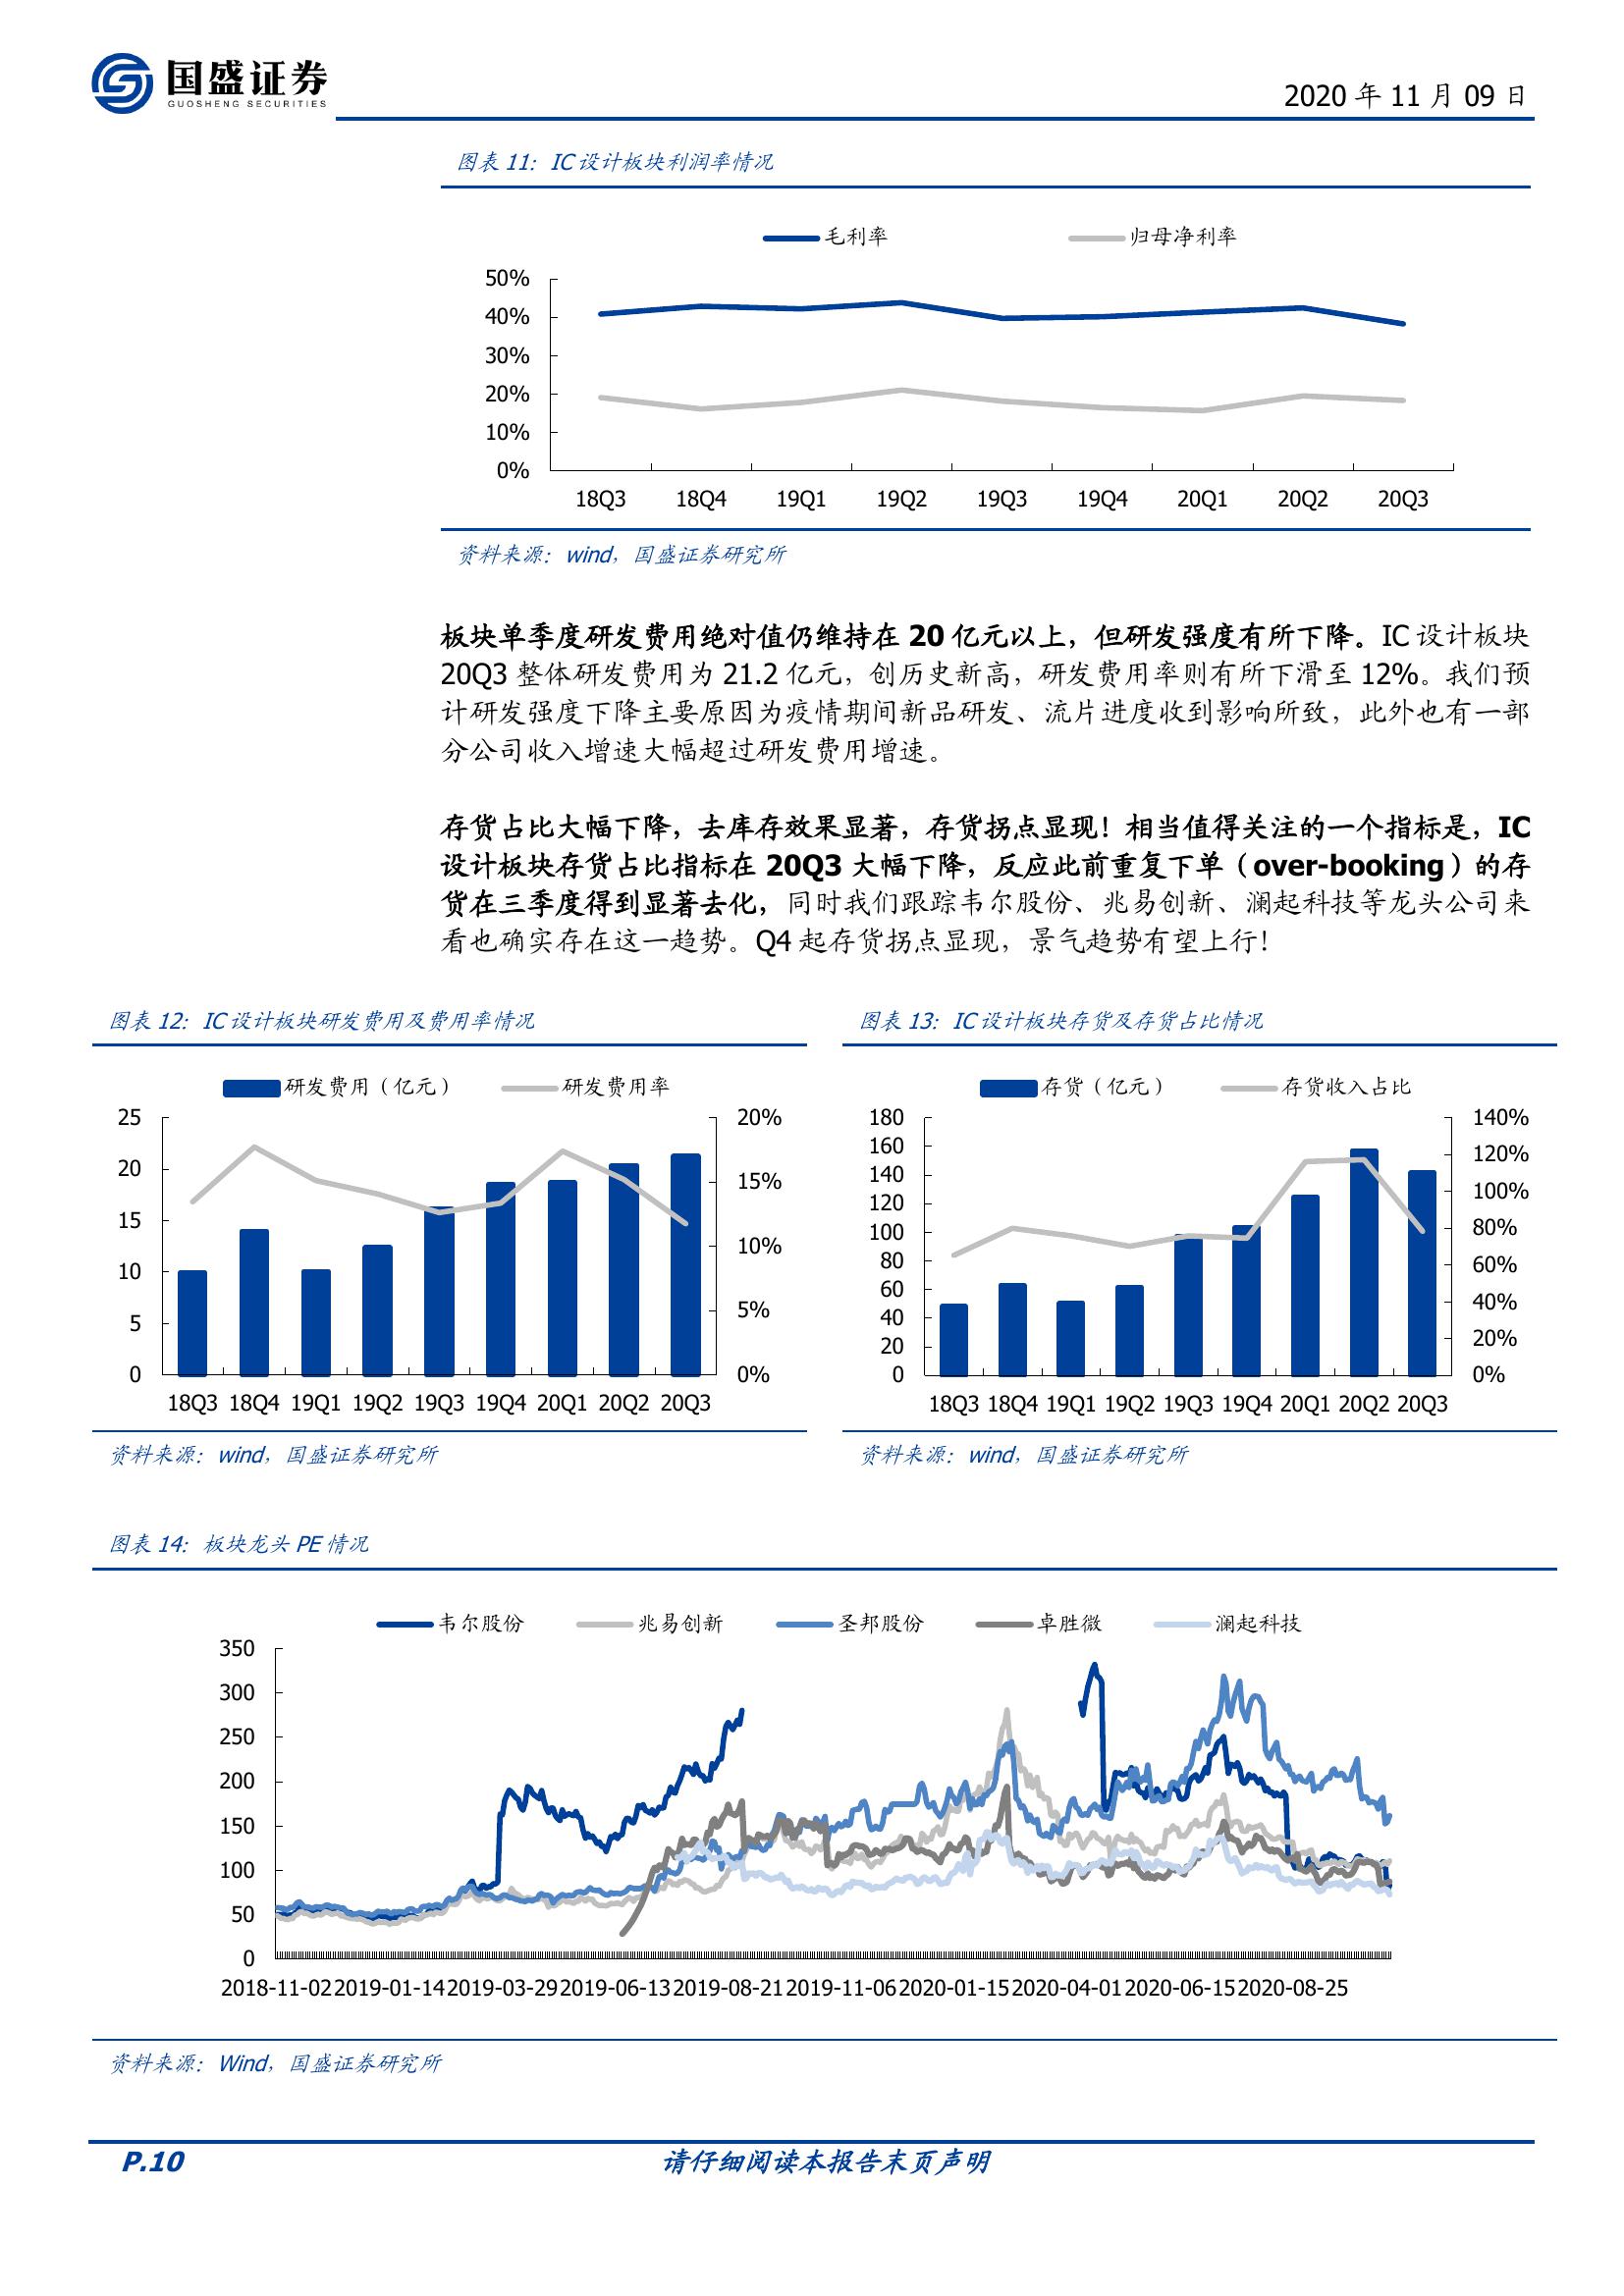 国盛证券
GUOSHENG SECURITIES
2020 年 11 月 09 日
图表 11：IC 设计板块利润率情况
毛利率 归母净利率
50%
40%
30%
20%
10%
0%
18Q3 18Q4 19Q1 19Q2 19Q3 19Q4 20Q1 20Q2 20Q3
资料来源：wind，国盛证券研究所
板块单季度研发费用绝对值仍维持在 20 亿元以上，但研发强度有所下降。IC 设计板块
20Q3 整体研发费用为 21.2 亿元，创历史新高，研发费用率则有所下滑至 12%。我们预
计研发强度下降主要原因为疫情期间新品研发、流片进度收到影响所致，此外也有一部
分公司收入增速大幅超过研发费用增速。
存货占比大幅下降，去库存效果显著，存货拐点显现！相当值得关注的一个指标是，IC
设计板块存货占比指标在 20Q3 大幅下降，反应此前重复下单（over-booking）的存
货在三季度得到显著去化，同时我们跟踪韦尔股份、兆易创新、澜起科技等龙头公司来
看也确实存在这一趋势。Q4 起存货拐点显现，景气趋势有望上行！
图表 12：IC 设计板块研发费用及费用率情况
研发费用（亿元） 研发费用率
25
20
15
10
5
0
20%
15%
10%
5%
0%
18Q3 18Q4 19Q1 19Q2 19Q3 19Q4 20Q1 20Q2 20Q3
资料来源：wind，国盛证券研究所
图表 13：IC 设计板块存货及存货占比情况
存货（亿元） 存货收入占比
180
160
140
120
100
80
60
40
20
0
140%
120%
100%
80%
60%
40%
20%
0%
18Q3 18Q4 19Q1 19Q2 19Q3 19Q4 20Q1 20Q2 20Q3
资料来源：wind，国盛证券研究所
图表 14：板块龙头 PE 情况
韦尔股份 兆易创新 圣邦股份 卓胜微 澜起科技
350
300
250
200
150
100
50
0
2018-11-02 2019-01-14 2019-03-29 2019-06-13 2019-08-21 2019-11-06 2020-01-15 2020-04-01 2020-06-15 2020-08-25
资料来源：Wind，国盛证券研究所
P.10 请仔细阅读本报告末页声明